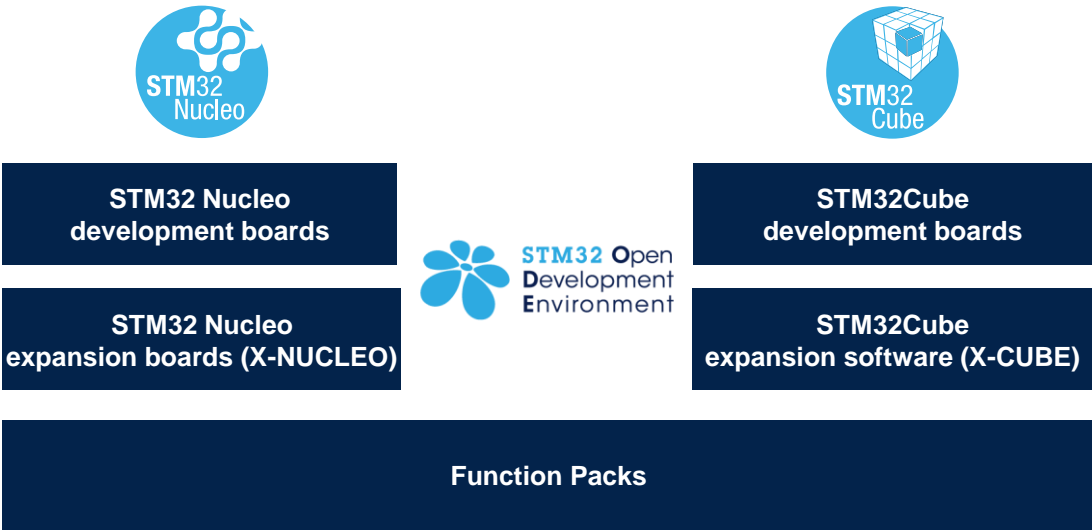 STM32
Nucleo
STM32
Cube
STM32 Nucleo
development boards
STM32Cube
development boards
STM32 Open
Development
Environment
STM32 Nucleo
expansion boards (X-NUCLEO)
STM32Cube
expansion software (X-CUBE)
Function Packs